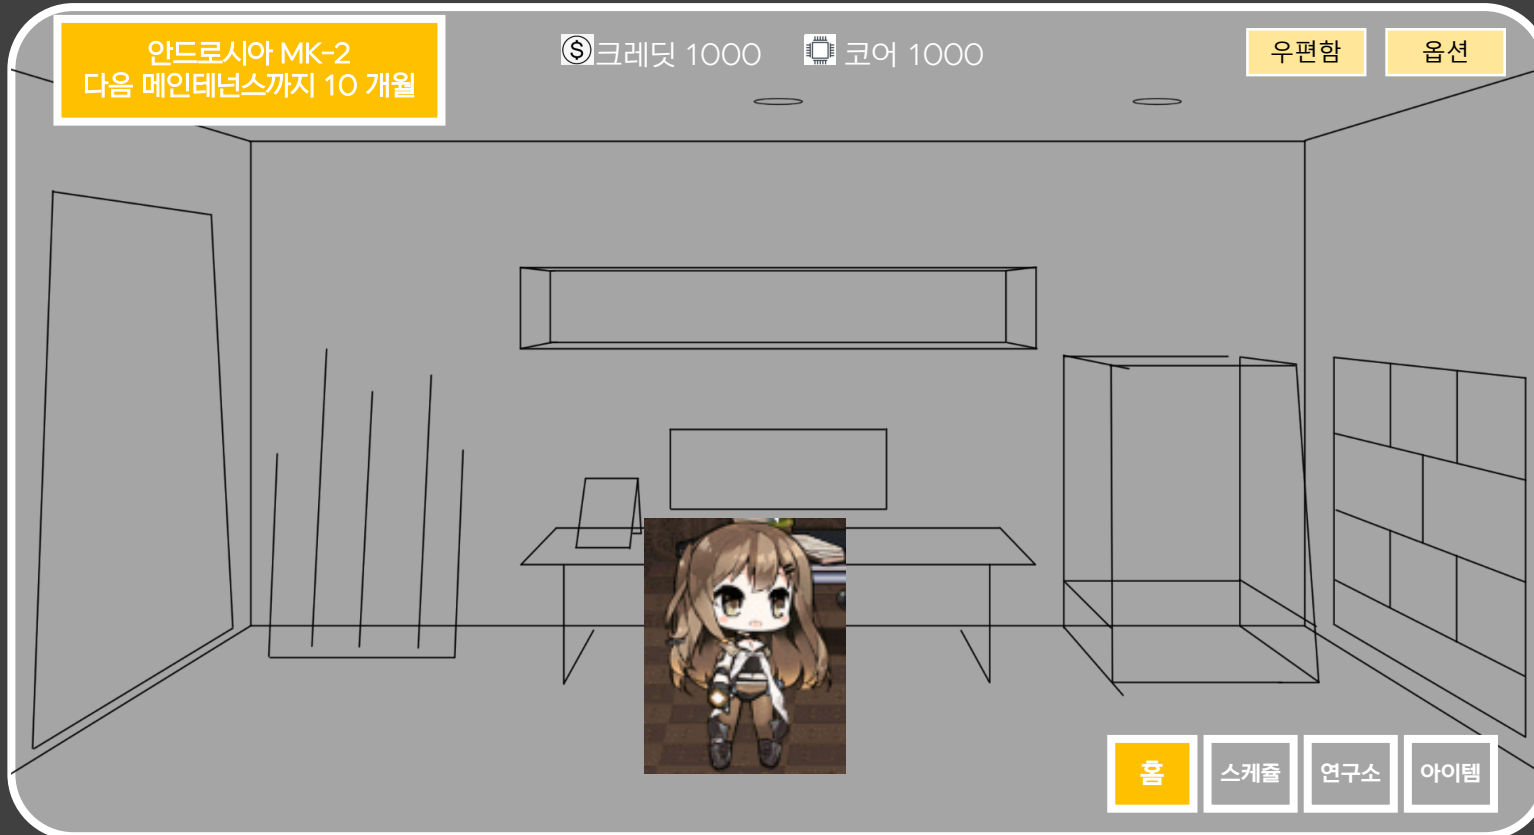 안드로시아 MK-2
다음 메인테넌스까지 10 개월
크레딧 1000
코어 1000
우편함
옵션
홈
스케쥴
연구소
아이템